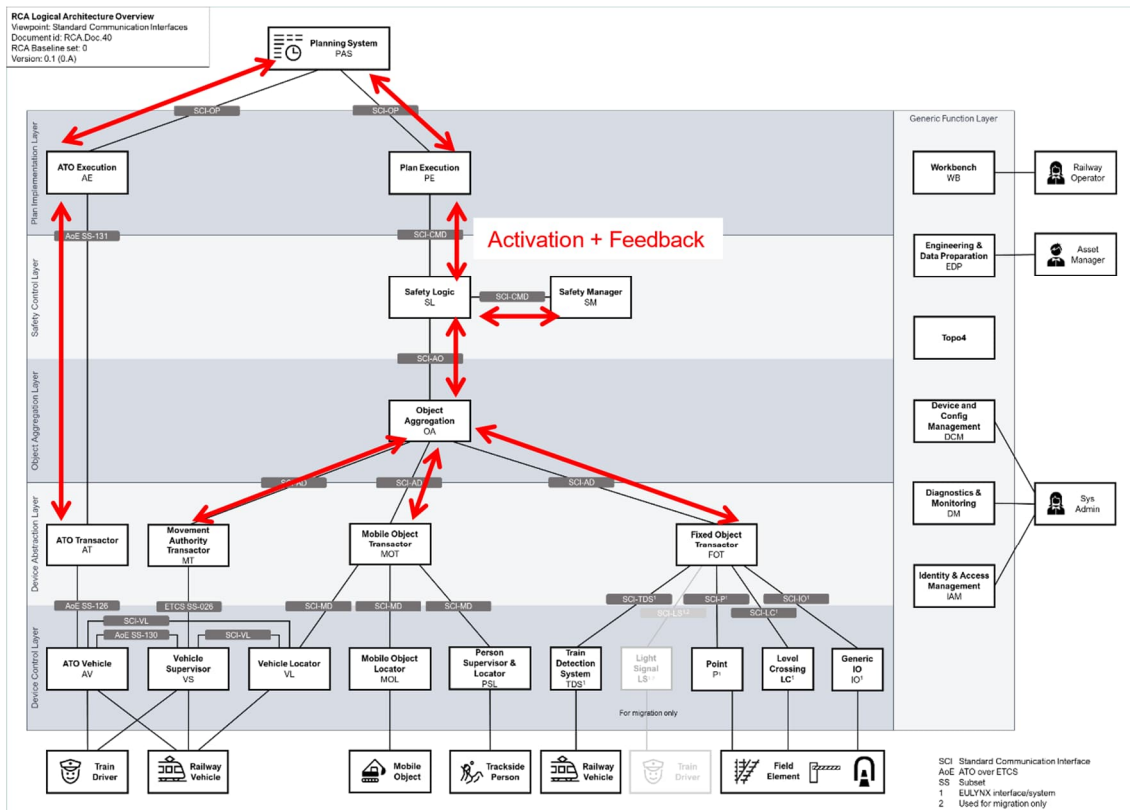 RCA Logical Architecture Overview
Viewpoint: Standard Communication Interfaces
Document id: RCA.Doc.40
RCA Baseline set: 0
Version: 0.1 (0.A)
Planning System
PAS
SCI-OP
SCI-OP
Plan Implementation Layer
ATO Execution
AE
Plan Execution
PE
AoE SS-131
SCI-CMD
Activation + Feedback
Safety Control Layer
Safety Logic
SL
SCI-CMD
Safety Manager
SM
SCI-AO
Object Aggregation Layer
Object
Aggregation
OA
SCI-AD
SCI-AD
SCI-AD
Device Abstraction Layer
ATO Transactor
AT
Movement
Authority
Transactor
MT
Mobile Object
Transactor
MOT
Fixed Object
Transactor
FOT
AoE SS-126
ETCS SS-026
SCI-MD
SCI-MD
SCI-MD
SCI-TDS¹
SCI-LS¹˒²
SCI-P¹
SCI-LC¹
SCI-IO¹
Device Control Layer
SCI-VL
AoE SS-130
SCI-VL
ATO Vehicle
AV
Vehicle
Supervisor
VS
Vehicle Locator
VL
Mobile Object
Locator
MOL
Person
Supervisor &
Locator
PSL
Train
Detection
System
TDS¹
Light
Signal
LS
Point
P¹
Level
Crossing
LC¹
Generic
IO
IO¹
For migration only
Train
Driver
Railway
Vehicle
Mobile
Object
Trackside
Person
Railway
Vehicle
Train
Driver
Field
Element
Generic Function Layer
Workbench
WB
Railway
Operator
Engineering &
Data Preparation
EDP
Asset
Manager
Topo4
Device and
Config
Management
DCM
Diagnostics &
Monitoring
DM
Sys
Admin
Identity & Access
Management
IAM
SCI Standard Communication Interface
AoE ATO over ETCS
SS Subset
1 EULYNX interface/system
2 Used for migration only